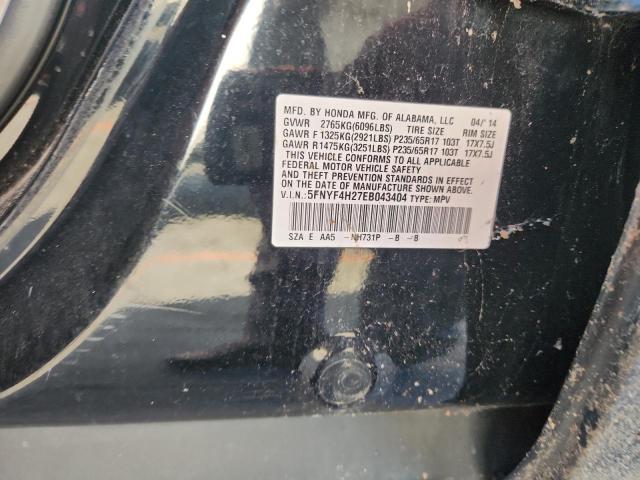 MFD. BY HONDA MFG. OF ALABAMA, LLC 04/'14
GVWR 2765KG(6096LBS) TIRE SIZE RIM SIZE
GAWR F 1325KG(2921LBS) P235/65R17 103T 17X7.5J
GAWR R 1475KG(3251LBS) P235/65R17 103T 17X7.5J
THIS VEHICLE CONFORMS TO ALL APPLICABLE
FEDERAL MOTOR VEHICLE SAFETY
AND THEFT PREVENTION STANDARDS IN EFFECT
ON THE DATE OF MANUFACTURE SHOWN ABOVE.
V.I.N.: 5FNYF4H27EB043404 TYPE: MPV
SZA E AA5 -NH731P -B -B